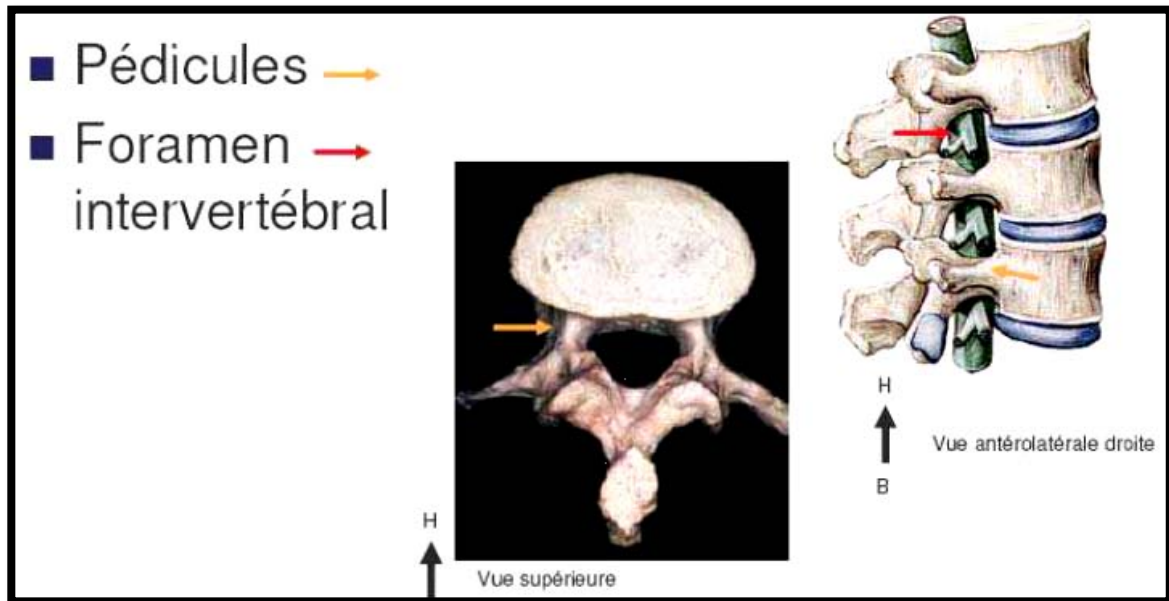 Pédicules
Foramen
intervertébral
H
Vue antérolatérale droite
B
H
Vue supérieure